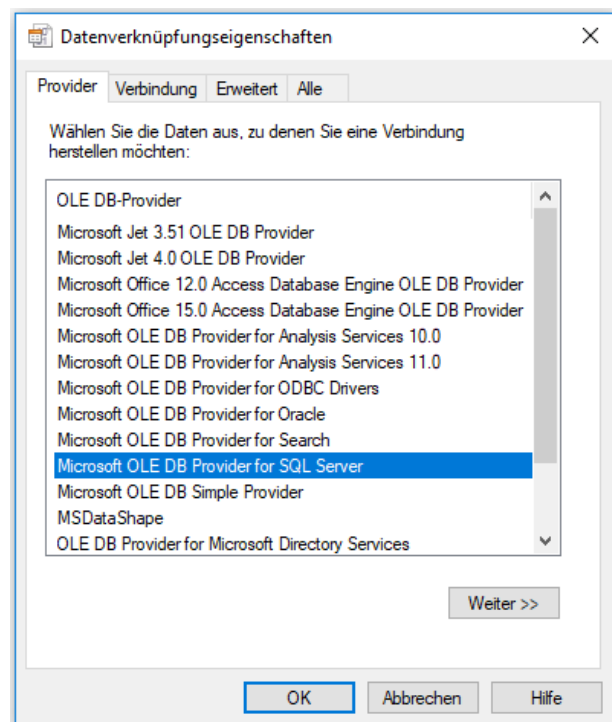 Datenverknüpfungseigenschaften
Provider Verbindung Erweitert Alle
Wählen Sie die Daten aus, zu denen Sie eine Verbindung
herstellen möchten:
OLE DB-Provider
Microsoft Jet 3.51 OLE DB Provider
Microsoft Jet 4.0 OLE DB Provider
Microsoft Office 12.0 Access Database Engine OLE DB Provider
Microsoft Office 15.0 Access Database Engine OLE DB Provider
Microsoft OLE DB Provider for Analysis Services 10.0
Microsoft OLE DB Provider for Analysis Services 11.0
Microsoft OLE DB Provider for ODBC Drivers
Microsoft OLE DB Provider for Oracle
Microsoft OLE DB Provider for Search
Microsoft OLE DB Provider for SQL Server
Microsoft OLE DB Simple Provider
MSDataShape
OLE DB Provider for Microsoft Directory Services
Weiter >>
OK Abbrechen Hilfe